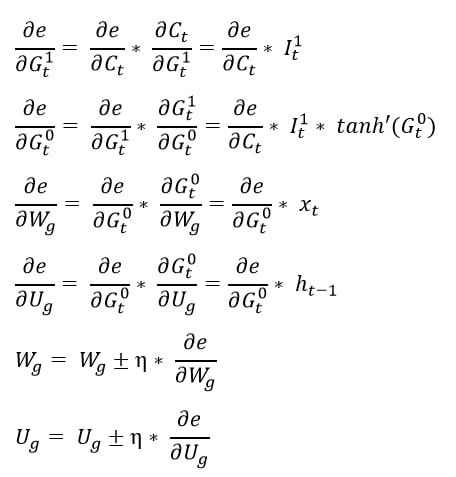 ∂e/∂G_t^1 = ∂e/∂C_t * ∂C_t/∂G_t^1 = ∂e/∂C_t * I_t^1
∂e/∂G_t^0 = ∂e/∂G_t^1 * ∂G_t^1/∂G_t^0 = ∂e/∂C_t * I_t^1 * tanh′(G_t^0)
∂e/∂W_g = ∂e/∂G_t^0 * ∂G_t^0/∂W_g = ∂e/∂G_t^0 * x_t
∂e/∂U_g = ∂e/∂G_t^0 * ∂G_t^0/∂U_g = ∂e/∂G_t^0 * h_{t−1}
W_g = W_g ± η * ∂e/∂W_g
U_g = U_g ± η * ∂e/∂U_g